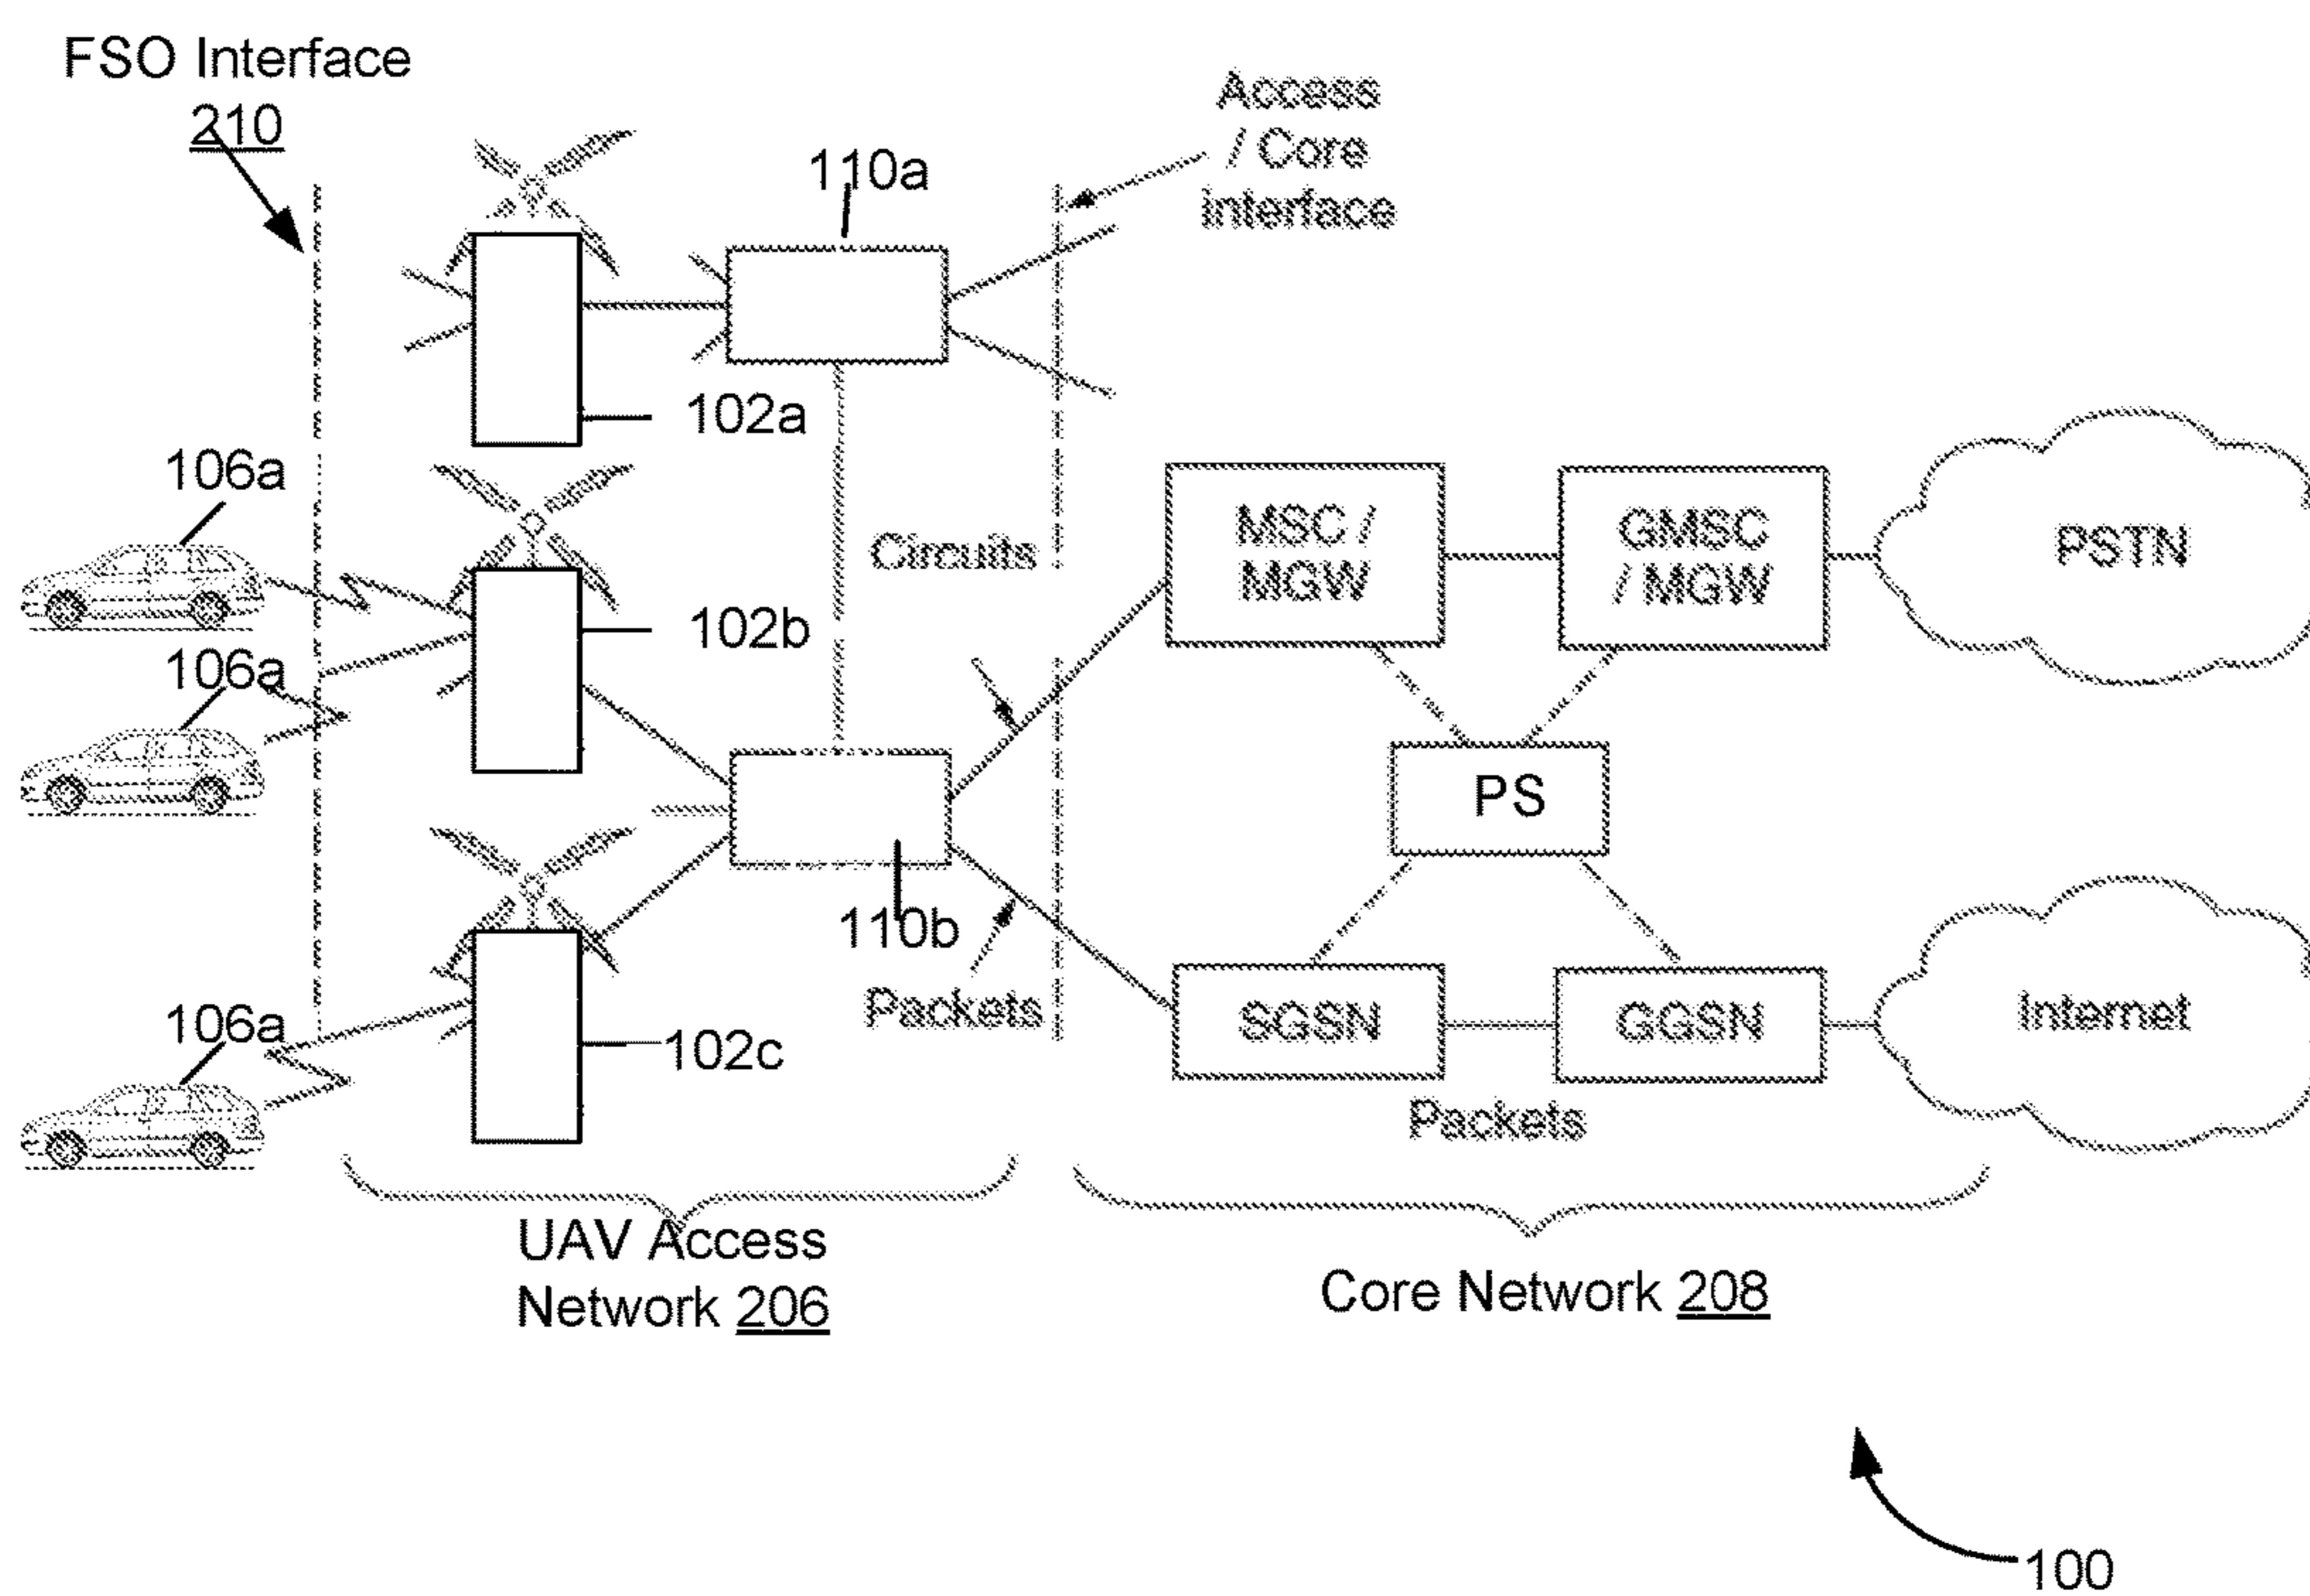 FSO Interface
210
Access
/ Core
interface
110a
102a
106a
Circuits
MSC /
MGW
GMSC
/ MGW
PSTN
102b
106a
PS
110b
Packets
SGSN
GGSN
Internet
106a
102c
Packets
UAV Access
Network 206
Core Network 208
100